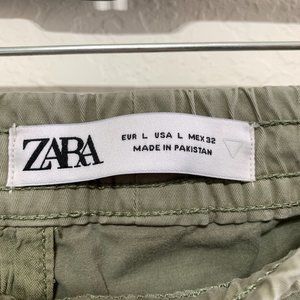 ZARA
EUR L USA L MEX 32
MADE IN PAKISTAN